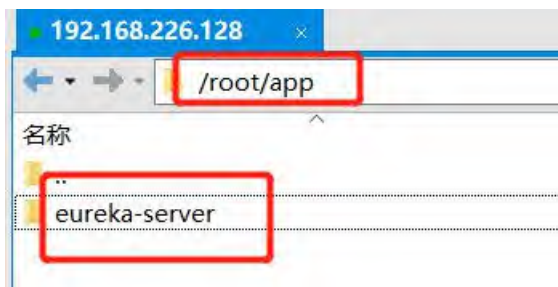 192.168.226.128 ×
/root/app
名称
..
eureka-server